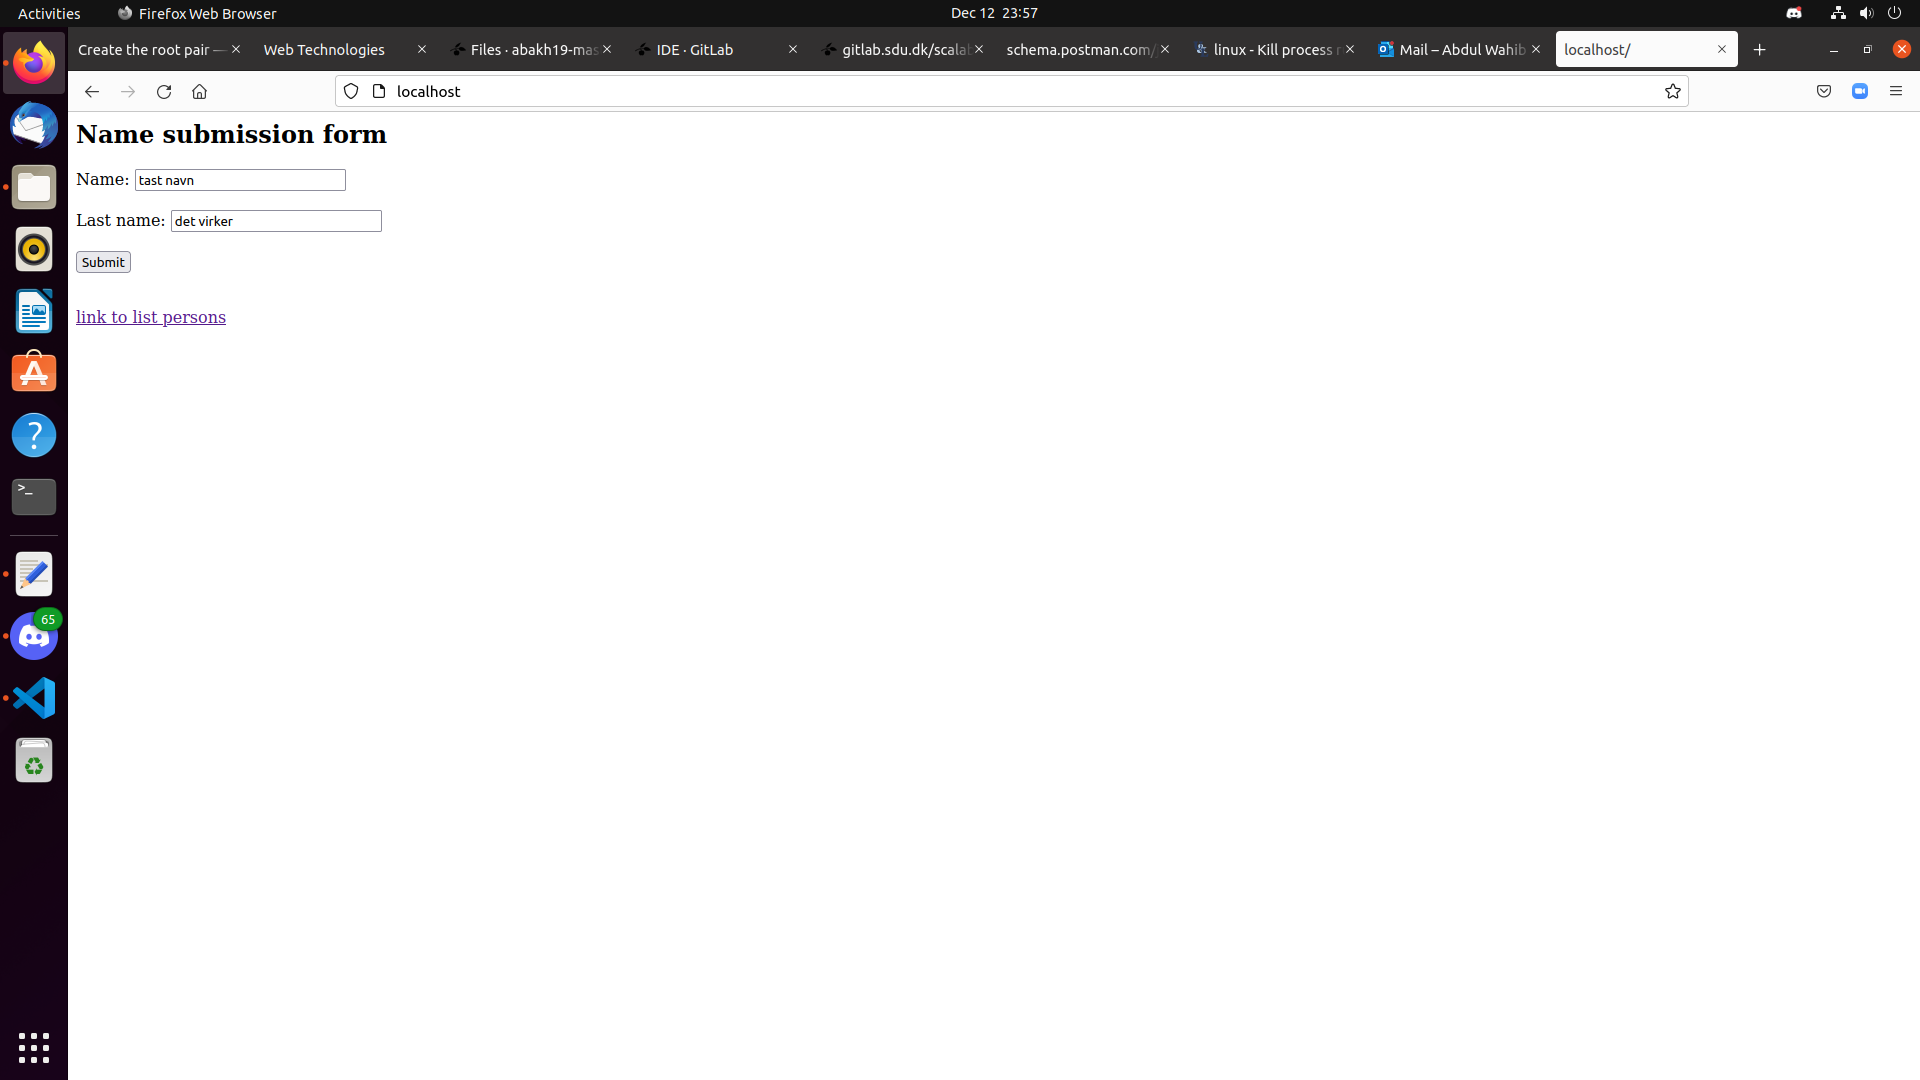 Activities Firefox Web Browser Dec 12 23:57
Create the root pair — Web Technologies Files · abakh19-mas IDE · GitLab gitlab.sdu.dk/scalab schema.postman.com/ linux - Kill process Mail – Abdul Wahib localhost/
localhost
Name submission form
Name: tast navn
Last name: det virker
Submit
link to list persons
65